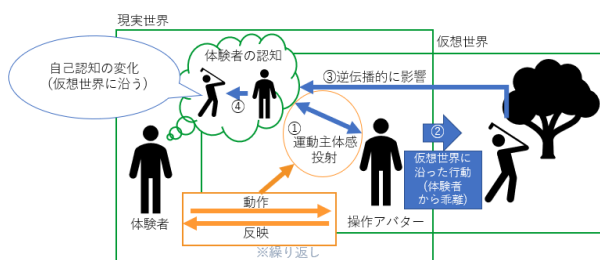 現実世界
仮想世界
体験者の認知
自己認知の変化
(仮想世界に沿う)
④
③逆伝播的に影響
①
運動主体感
投射
②
仮想世界に
沿った行動
(体験者
から乖離)
体験者
動作
反映
操作アバター
※繰り返し